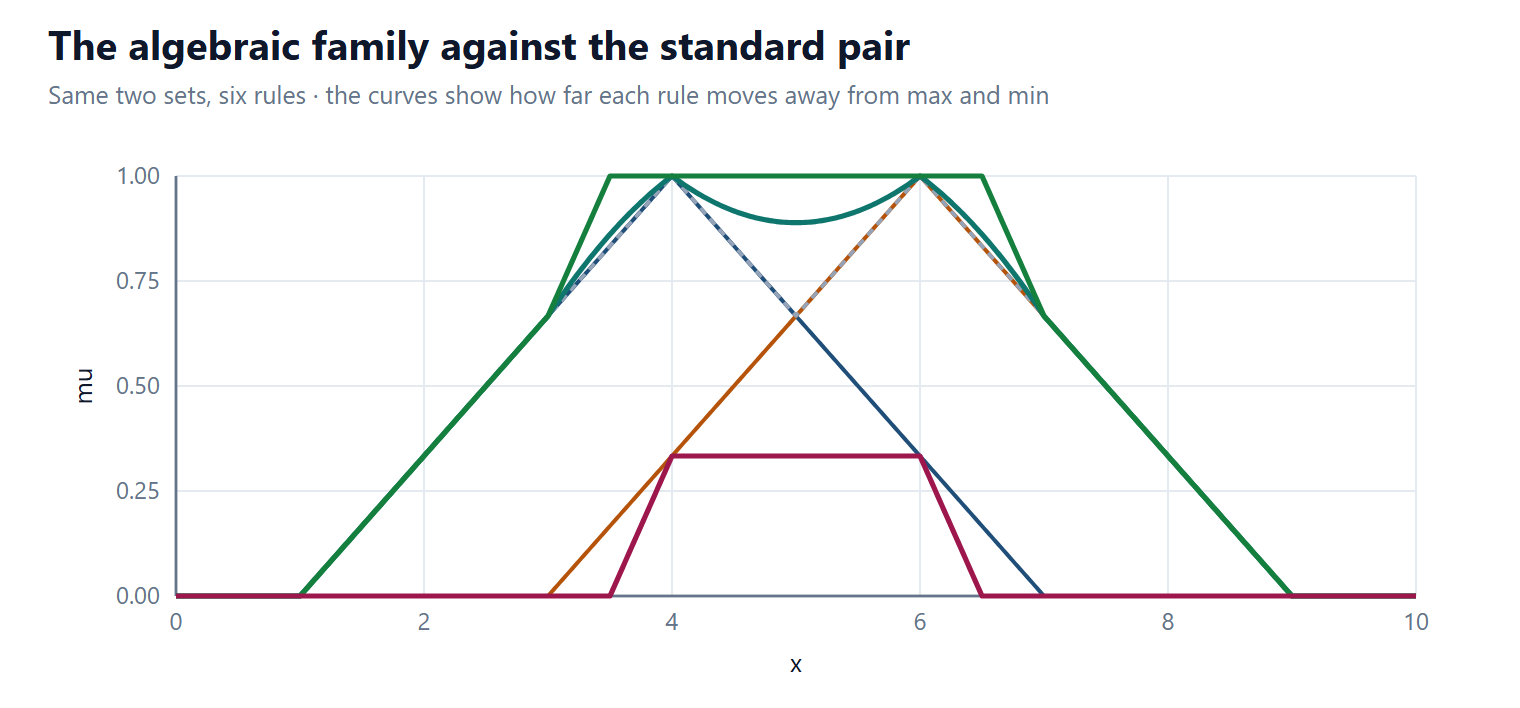 The algebraic family against the standard pair
Same two sets, six rules · the curves show how far each rule moves away from max and min
1.00
0.75
0.50
0.25
0.00
mu
0 2 4 6 8 10
x